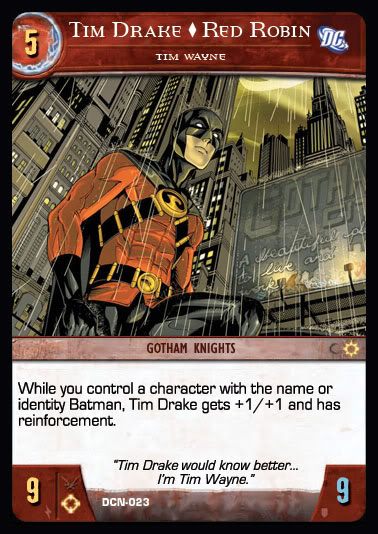 5
Tim Drake ♦ Red Robin
DC
Tim Wayne
GOTHAM KNIGHTS
C
While you control a character with the name or
identity Batman, Tim Drake gets +1/+1 and has
reinforcement.
"Tim Drake would know better...
I'm Tim Wayne."
9
DCN-023
9